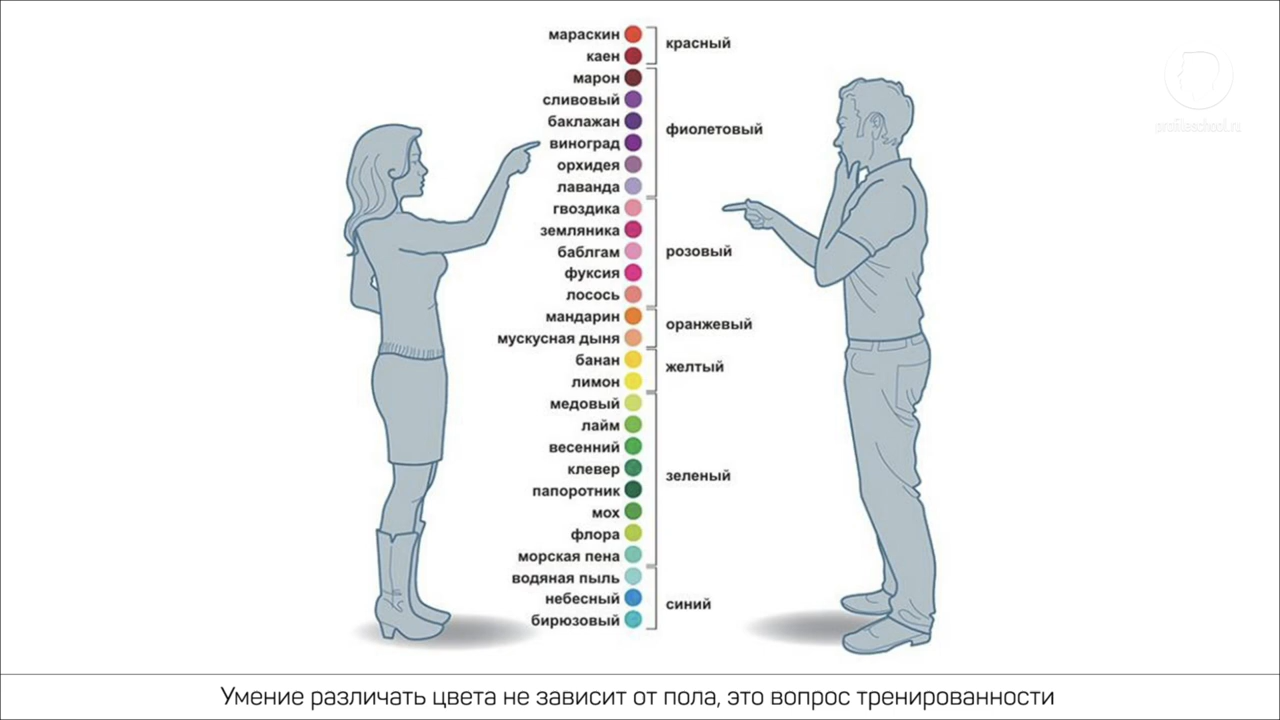 мараскин
каен
красный
марон
сливовый
баклажан
виноград
орхидея
лаванда
фиолетовый
гвоздика
земляника
баблгам
фуксия
лосось
розовый
мандарин
мускусная дыня
оранжевый
банан
лимон
желтый
медовый
лайм
весенний
клевер
папоротник
мох
флора
морская пена
зеленый
водяная пыль
небесный
бирюзовый
синий
profileschool.ru
Умение различать цвета не зависит от пола, это вопрос тренированности